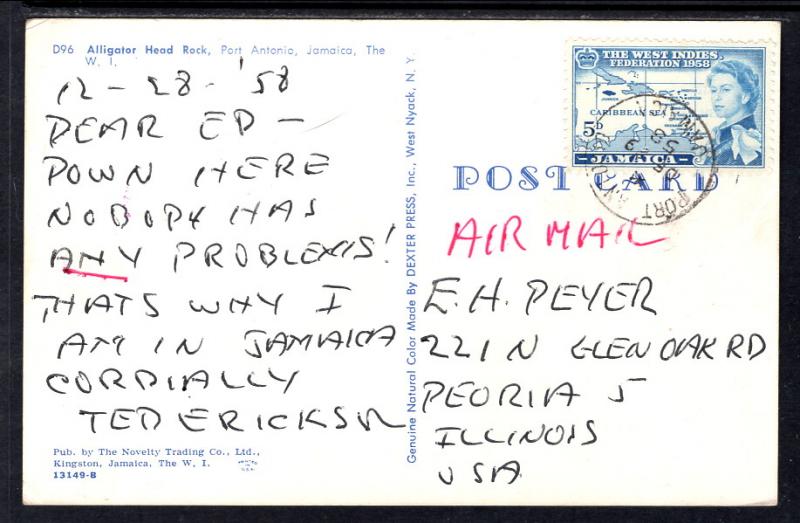 D96 Alligator Head Rock, Port Antonio, Jamaica, The
W. I.
12-28-'58
DEAR ED —
DOWN HERE
NOBODY HAS
ANY PROBLEMS!
THATS WHY I
AM IN JAMAICA
CORDIALLY
TED ERICKSON
Pub. by The Novelty Trading Co., Ltd.,
Kingston, Jamaica, The W. I.
13149-B
Genuine Natural Color Made By DEXTER PRESS, Inc., West Nyack, N. Y.
THE WEST INDIES
FEDERATION 1958
CARIBBEAN SEA
5D
JAMAICA
PORT
POST CARD
AIR MAIL
E.H. PEYER
221 N GLEN OAK RD
PEORIA 5
ILLINOIS
USA